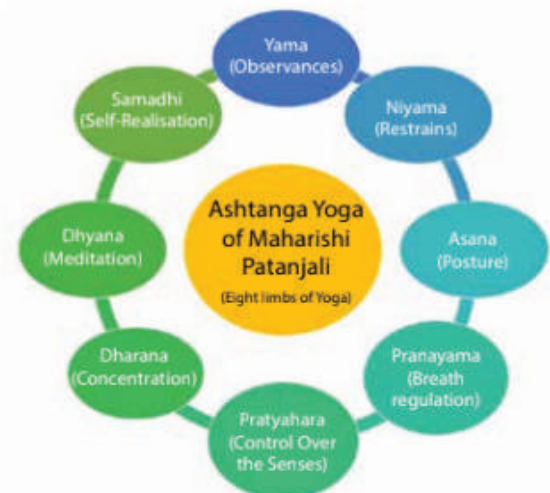 Yama
(Observances)
Niyama
(Restrains)
Asana
(Posture)
Pranayama
(Breath
regulation)
Pratyahara
(Control Over
the Senses)
Dharana
(Concentration)
Dhyana
(Meditation)
Samadhi
(Self-Realisation)
Ashtanga Yoga
of Maharishi
Patanjali
(Eight limbs of Yoga)